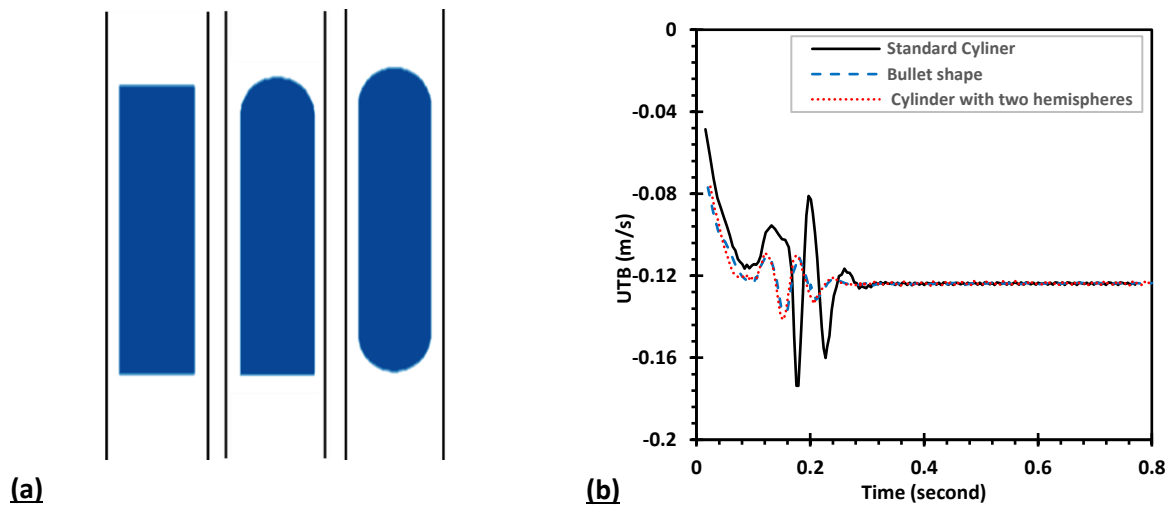 (a)
0
-0.04
-0.08
-0.12
-0.16
-0.2
UTB (m/s)
Standard Cyliner
Bullet shape
Cylinder with two hemispheres
0 0.2 0.4 0.6 0.8
Time (second)
(b)